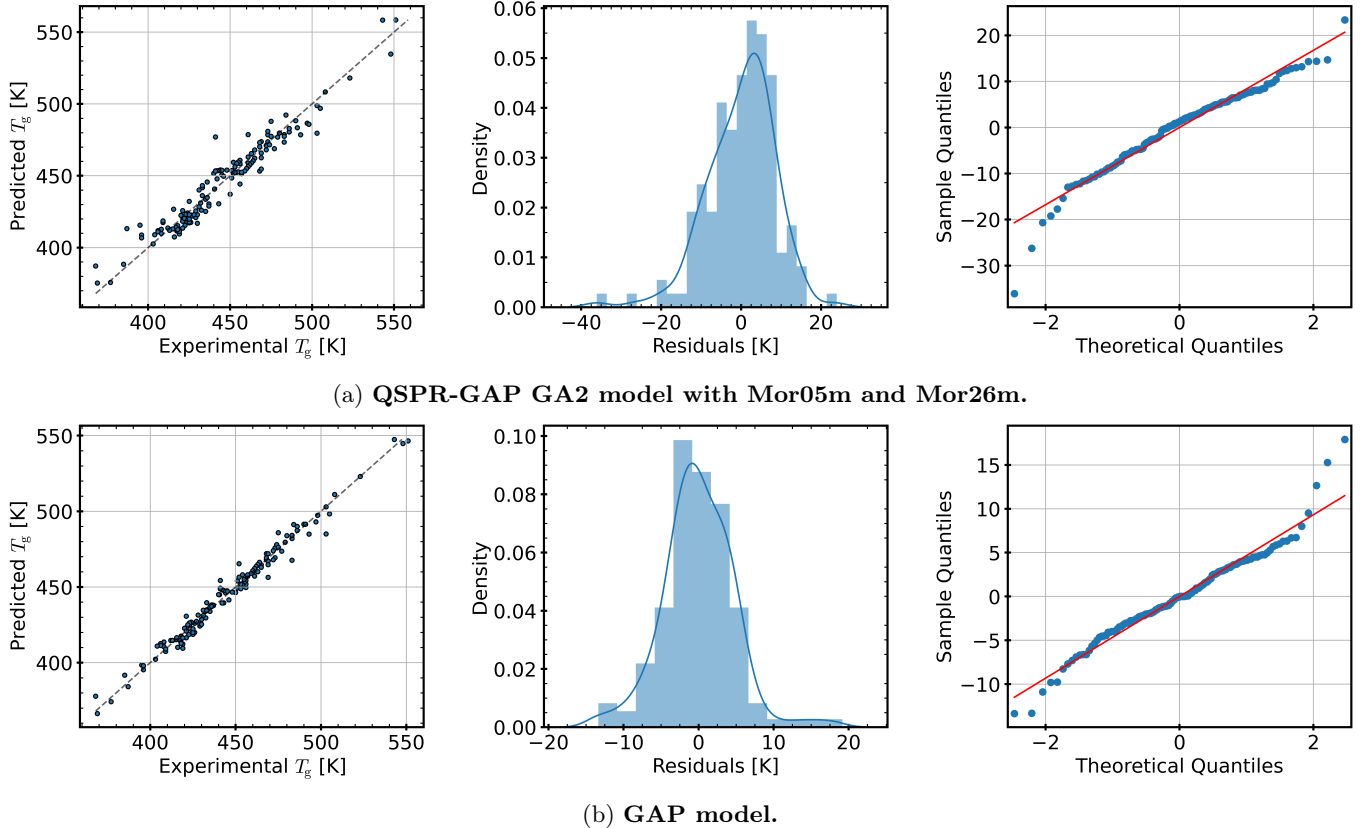 550
500
450
400
Predicted Tg [K]
400 450 500 550
Experimental Tg [K]
0.06
0.05
0.04
0.03
0.02
0.01
0.00
Density
−40 −20 0 20
Residuals [K]
20
10
0
−10
−20
−30
Sample Quantiles
−2 0 2
Theoretical Quantiles
(a) QSPR-GAP GA2 model with Mor05m and Mor26m.
550
500
450
400
Predicted Tg [K]
400 450 500 550
Experimental Tg [K]
0.10
0.08
0.06
0.04
0.02
0.00
Density
−20 −10 0 10 20
Residuals [K]
15
10
5
0
−5
−10
Sample Quantiles
−2 0 2
Theoretical Quantiles
(b) GAP model.